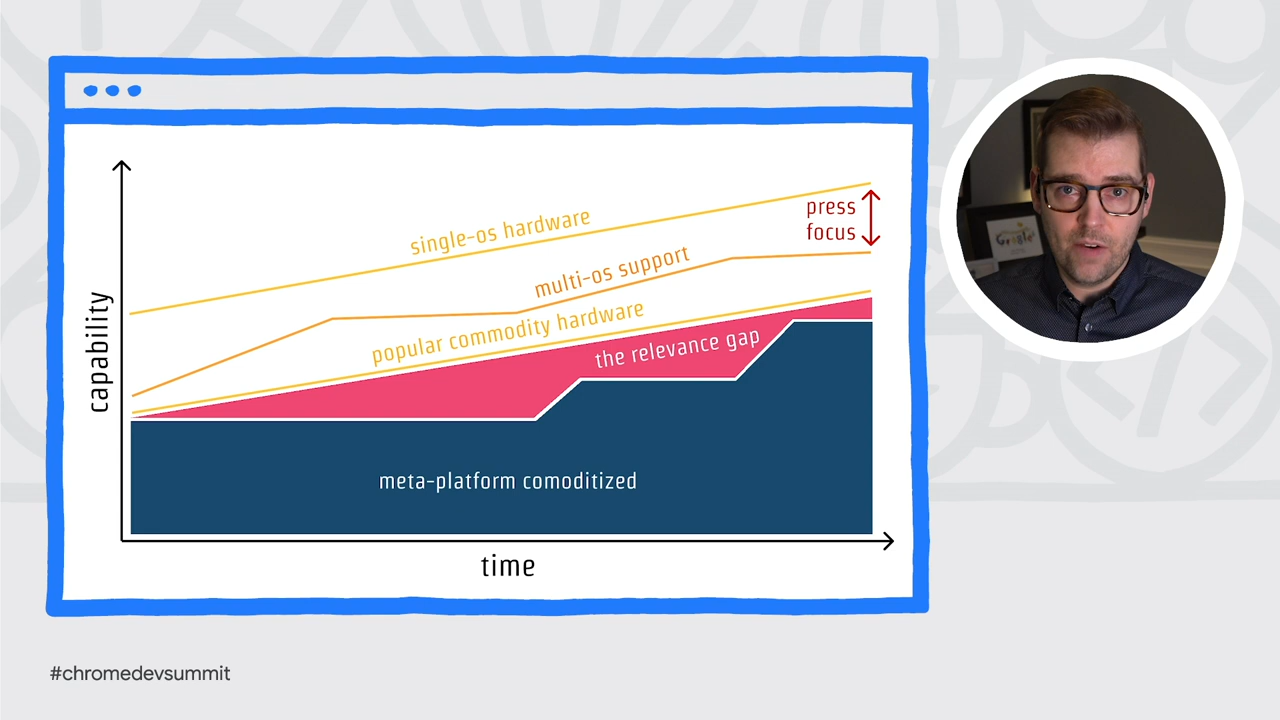 single-os hardware
press
focus
multi-os support
popular commodity hardware
the relevance gap
capability
meta-platform comoditized
time
Google
#chromedevsummit